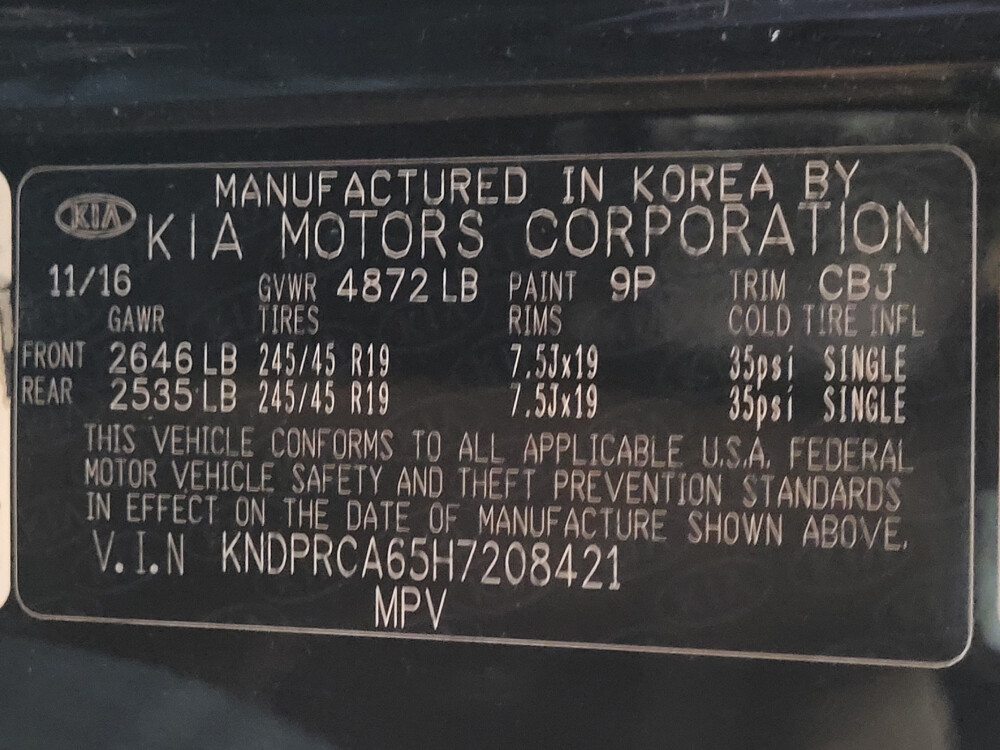 MANUFACTURED IN KOREA BY
KIA
KIA MOTORS CORPORATION
11/16 GVWR 4872 LB PAINT 9P TRIM CBJ
GAWR TIRES RIMS COLD TIRE INFL
FRONT 2646 LB 245/45 R19 7.5Jx19 35psi SINGLE
REAR 2535 LB 245/45 R19 7.5Jx19 35psi SINGLE
THIS VEHICLE CONFORMS TO ALL APPLICABLE U.S.A. FEDERAL
MOTOR VEHICLE SAFETY AND THEFT PREVENTION STANDARDS
IN EFFECT ON THE DATE OF MANUFACTURE SHOWN ABOVE.
V.I.N KNDPRCA65H7208421
MPV